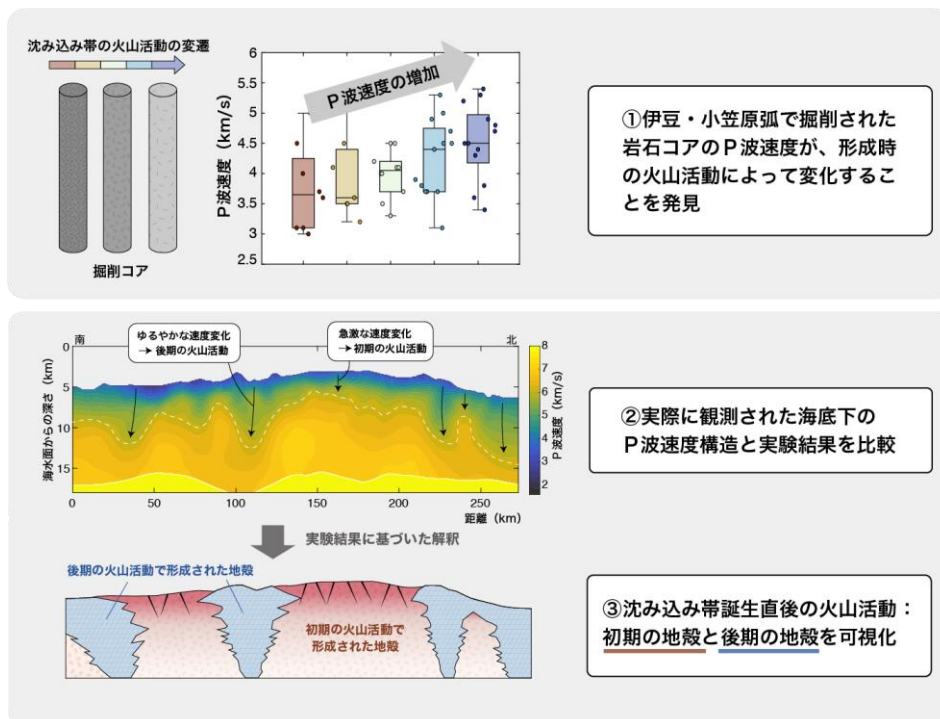 沈み込み帯の火山活動の変遷
掘削コア
P波速度 (km/s)
6
5.5
5
4.5
4
3.5
3
2.5
P波速度の増加
①伊豆・小笠原弧で掘削された
岩石コアのP波速度が、形成時
の火山活動によって変化するこ
とを発見
南
北
ゆるやかな速度変化
→ 後期の火山活動
急激な速度変化
→初期の火山活動
海水面からの深さ (km)
0
5
10
15
0 50 100 150 200 250
距離 (km)
8
7
6
5
4
3
2
P波速度 (km/s)
②実際に観測された海底下の
P波速度構造と実験結果を比較
実験結果に基づいた解釈
後期の火山活動で形成された地殻
初期の火山活動で
形成された地殻
③沈み込み帯誕生直後の火山活動：
初期の地殻と後期の地殻を可視化